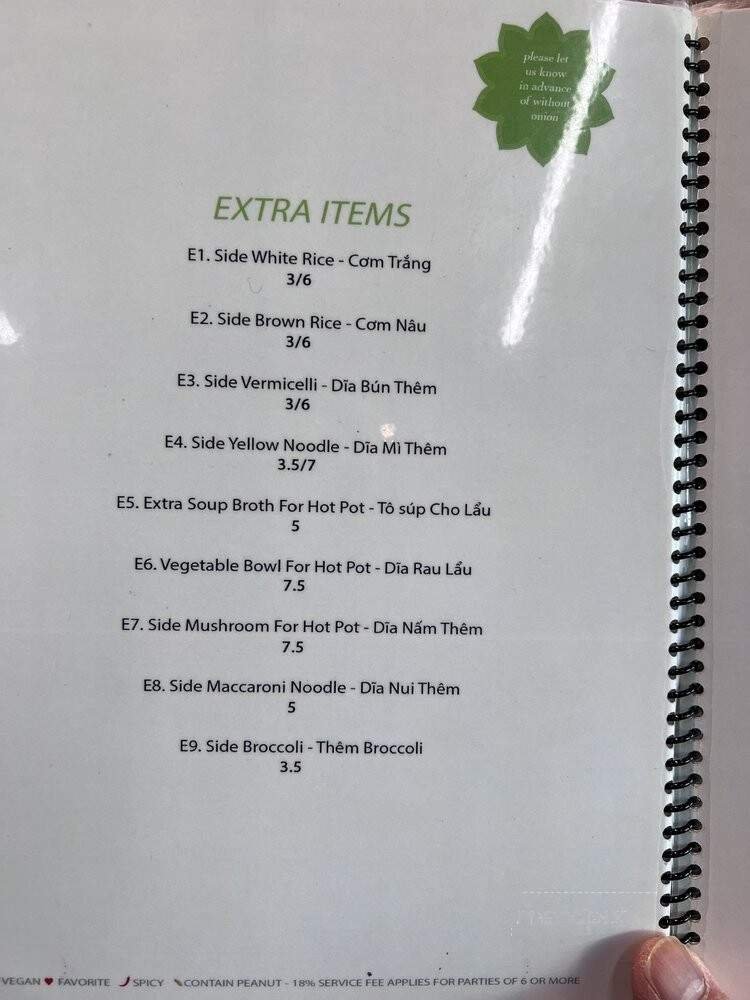 please let
us know
in advance
of without
onion
EXTRA ITEMS
E1. Side White Rice - Cơm Trắng
3/6
E2. Side Brown Rice - Cơm Nâu
3/6
E3. Side Vermicelli - Dĩa Bún Thêm
3/6
E4. Side Yellow Noodle - Dĩa Mì Thêm
3.5/7
E5. Extra Soup Broth For Hot Pot - Tô súp Cho Lẩu
5
E6. Vegetable Bowl For Hot Pot - Dĩa Rau Lẩu
7.5
E7. Side Mushroom For Hot Pot - Dĩa Nấm Thêm
7.5
E8. Side Maccaroni Noodle - Dĩa Nui Thêm
5
E9. Side Broccoli - Thêm Broccoli
3.5
VEGAN FAVORITE SPICY CONTAIN PEANUT - 18% SERVICE FEE APPLIES FOR PARTIES OF 6 OR MORE